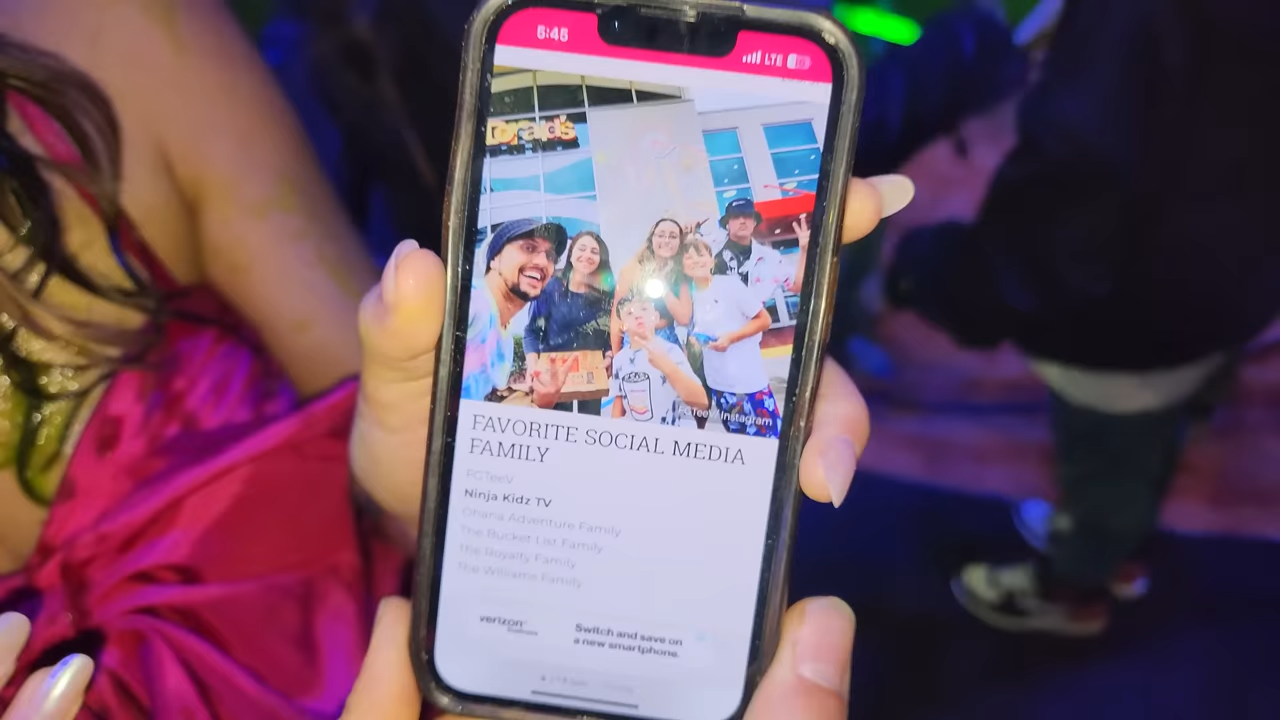 5:45
LTE
Donald's
FGTeeV/Instagram
FAVORITE SOCIAL MEDIA
FAMILY
FGTeeV
Ninja Kidz TV
Ohana Adventure Family
The Bucket List Family
The Royalty Family
The Williams Family
verizon
Switch and save on
a new smartphone.